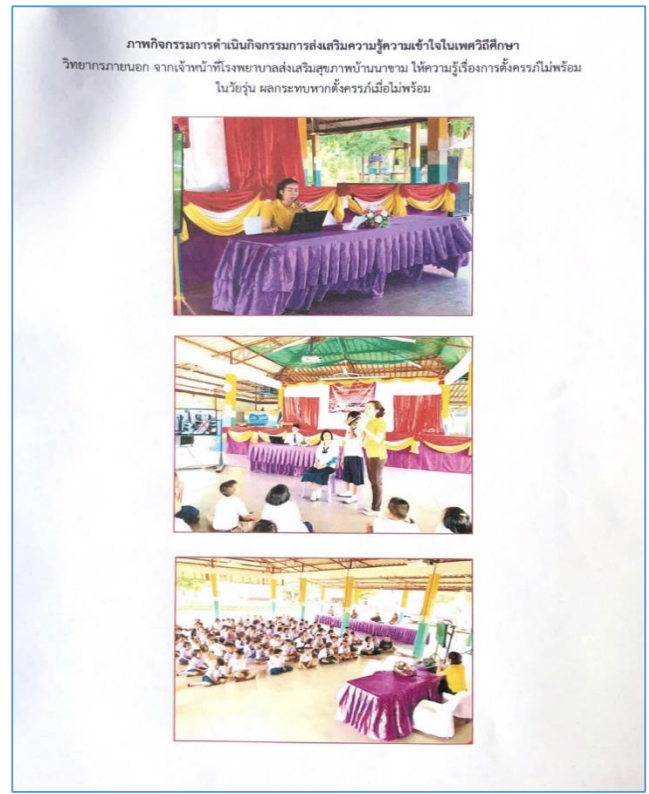 ภาพกิจกรรมการดำเนินกิจกรรมการส่งเสริมความรู้ความเข้าใจในเพศวิถีศึกษา
วิทยากรภายนอก จากเจ้าหน้าที่โรงพยาบาลส่งเสริมสุขภาพบ้านนาขาม ให้ความรู้เรื่องการตั้งครรภ์ไม่พร้อม
ในวัยรุ่น ผลกระทบหากตั้งครรภ์เมื่อไม่พร้อม